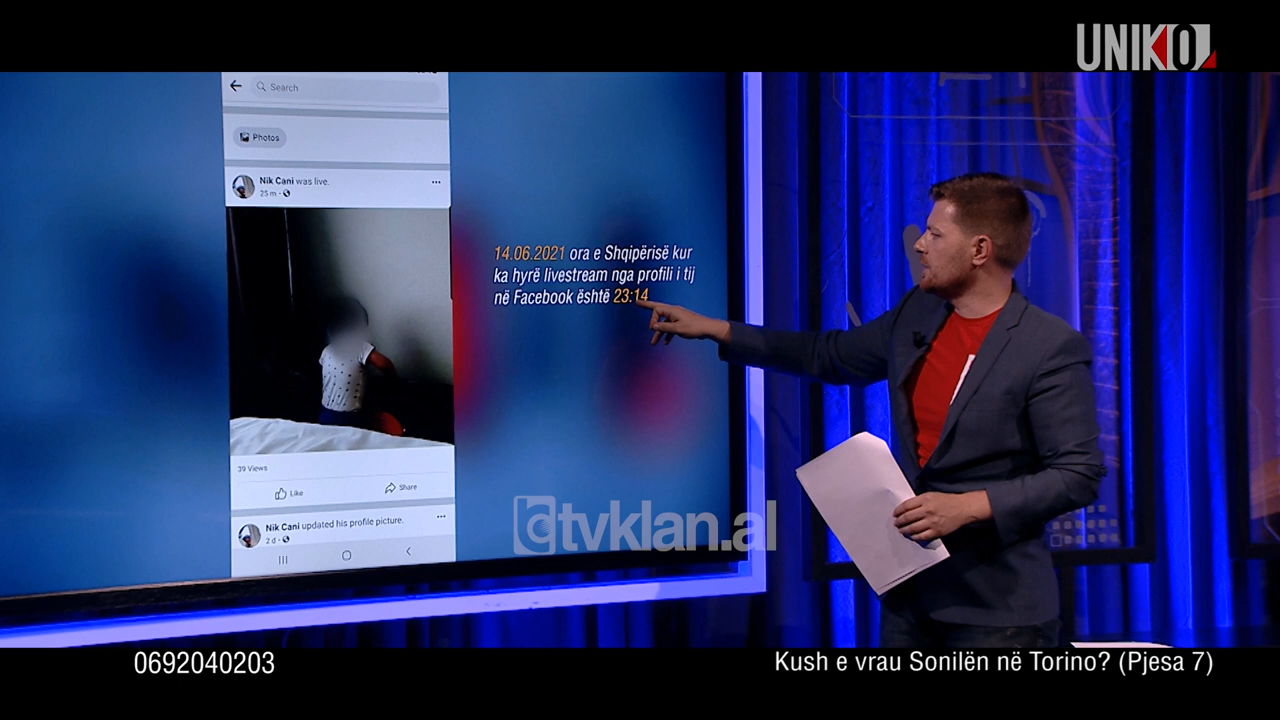 UNIKO
Search
Photos
Nik Cani was live.
25 m
14.06.2021 ora e Shqipërisë kur
ka hyrë livestream nga profili i tij
në Facebook është 23:14
39 Views
Like
Share
Nik Cani updated his profile picture.
2 d
tvklan.al
0692040203
Kush e vrau Sonilën në Torino? (Pjesa 7)